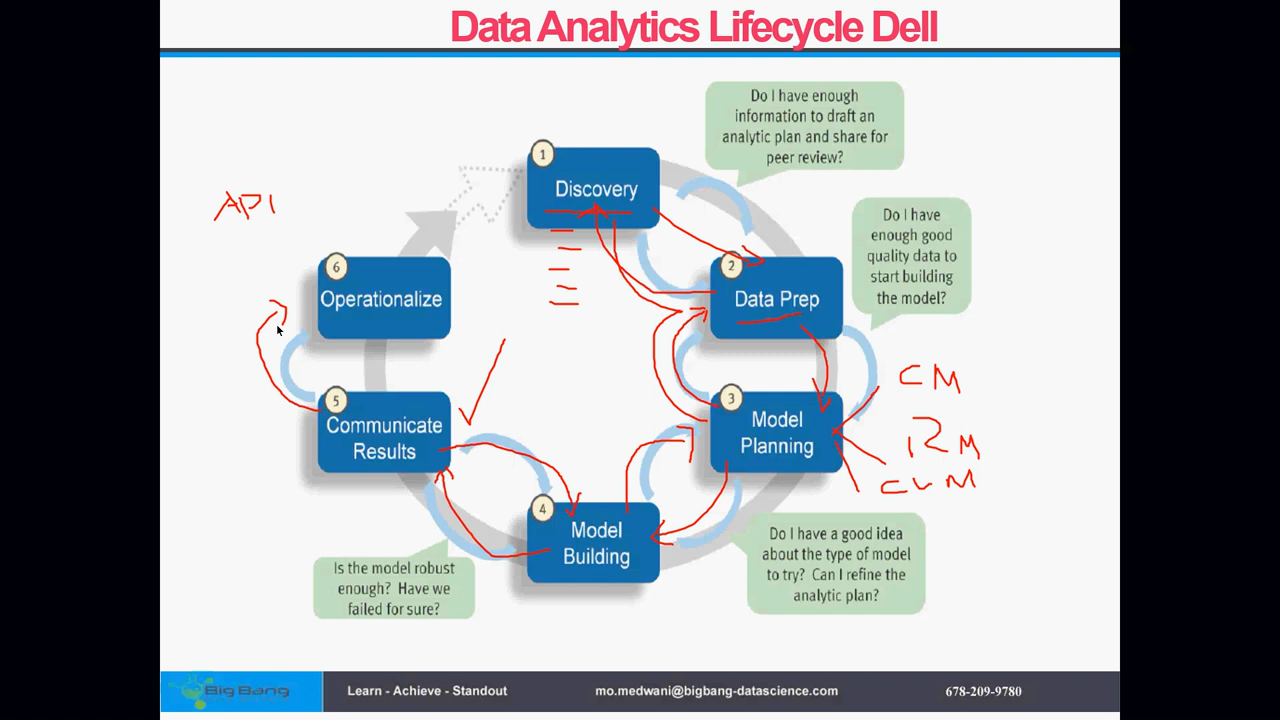 Data Analytics Lifecycle Dell
Do I have enough
information to draft an
analytic plan and share for
peer review?
1
Discovery
API
Do I have
enough good
quality data to
start building
the model?
6
Operationalize
2
Data Prep
CM
5
Communicate
Results
3
Model
Planning
RM
CLM
4
Model
Building
Do I have a good idea
about the type of model
to try? Can I refine the
analytic plan?
Is the model robust
enough? Have we
failed for sure?
Big Bang
Learn - Achieve - Standout
mo.medwani@bigbang-datascience.com
678-209-9780